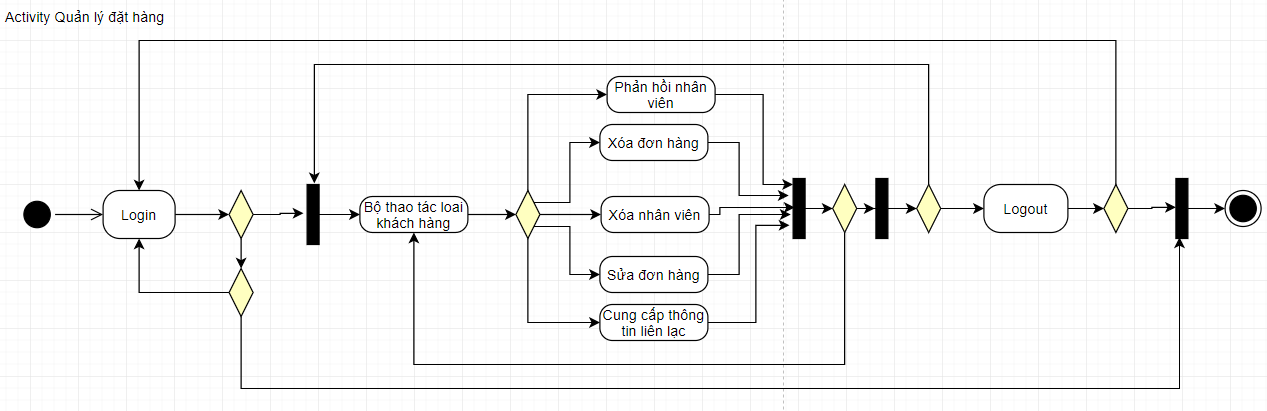 Activity Quản lý đặt hàng
Phản hồi nhân
viên
Xóa đơn hàng
Login
Bộ thao tác loai
khách hàng
Xóa nhân viên
Logout
Sửa đơn hàng
Cung cấp thông
tin liên lạc